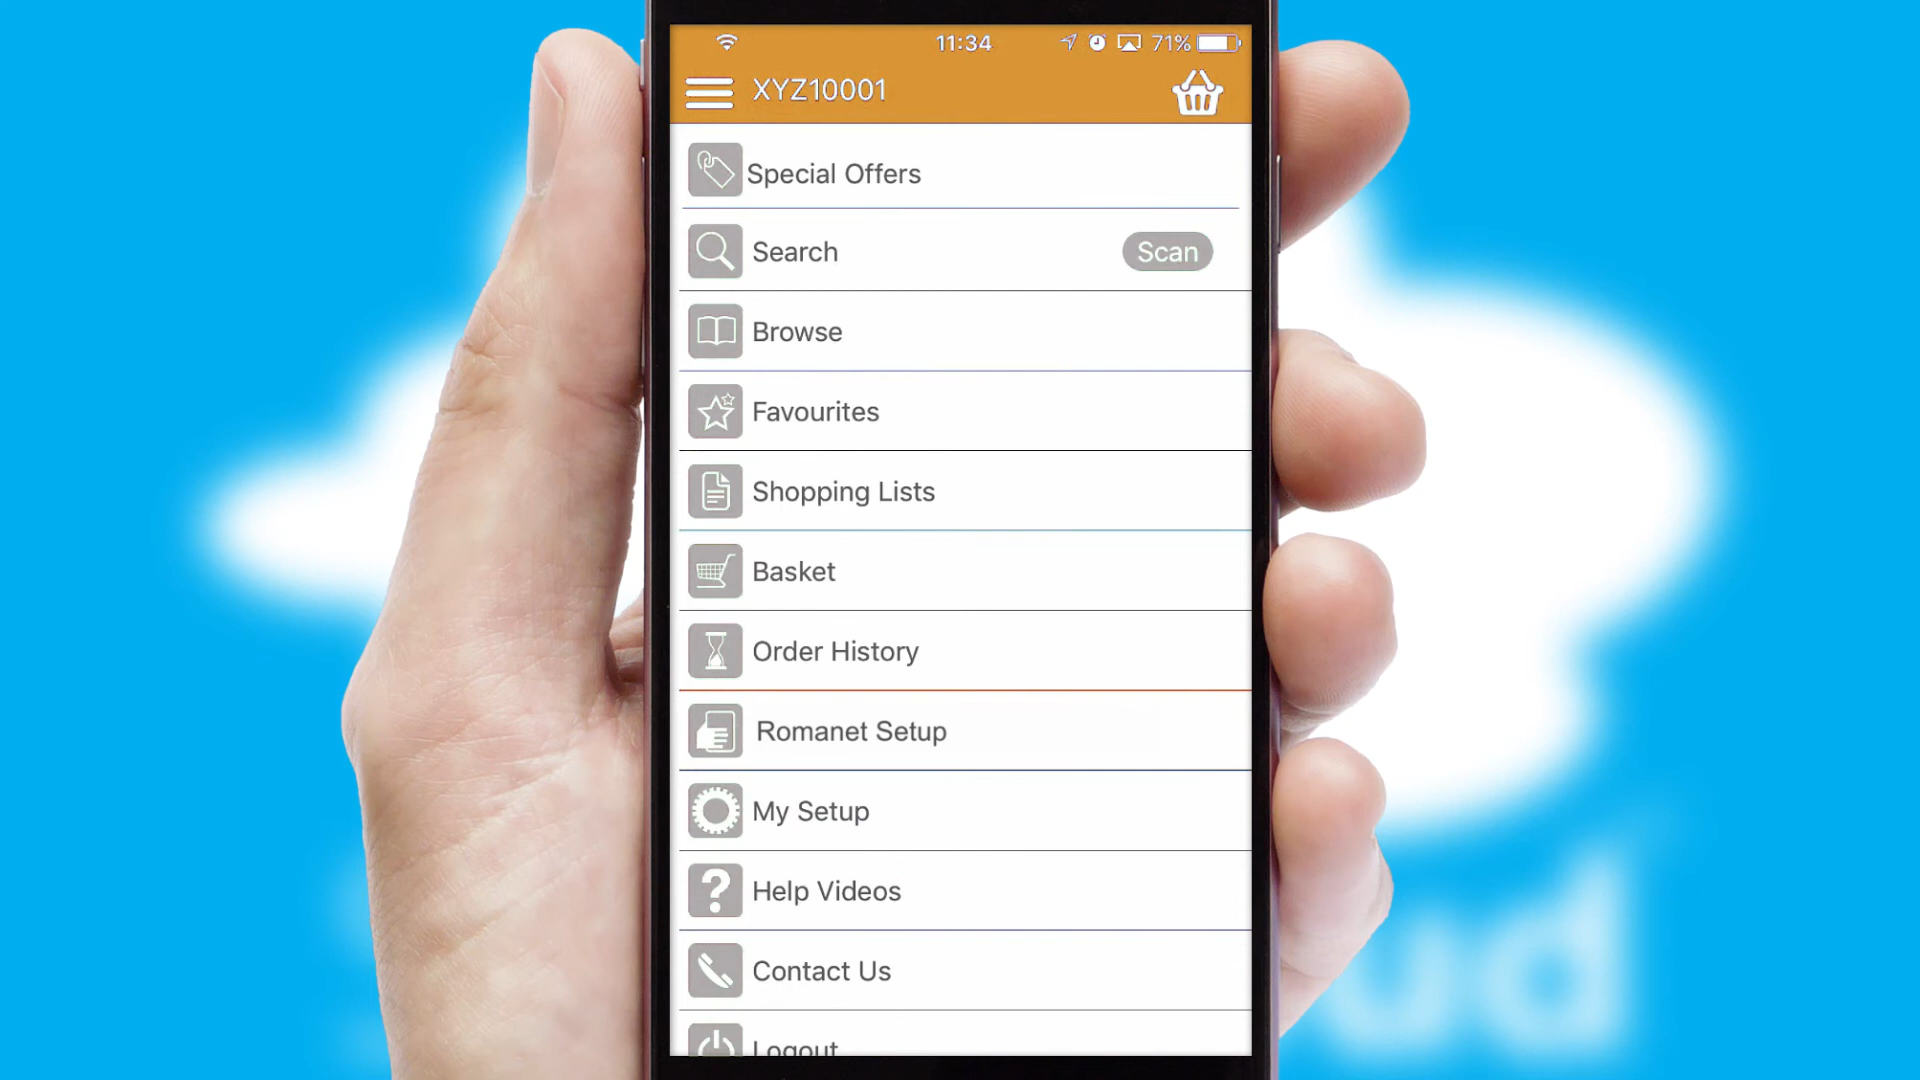 11:34
71%
XYZ10001
Special Offers
Search
Scan
Browse
Favourites
Shopping Lists
Basket
Order History
Romanet Setup
My Setup
Help Videos
Contact Us
Logout
ud